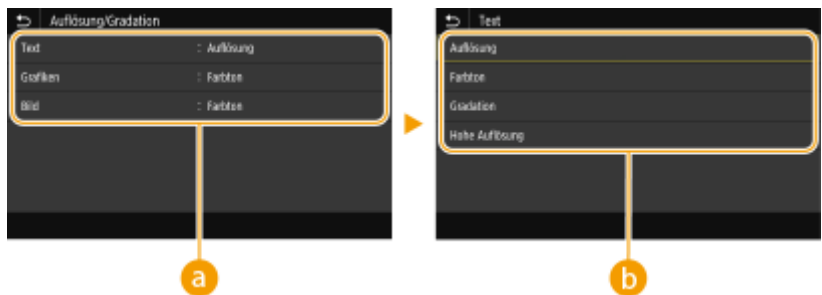 Auflösung/Gradation
Text : Auflösung
Grafiken : Farbton
Bild : Farbton
a
Text
Auflösung
Farbton
Gradation
Hohe Auflösung
b